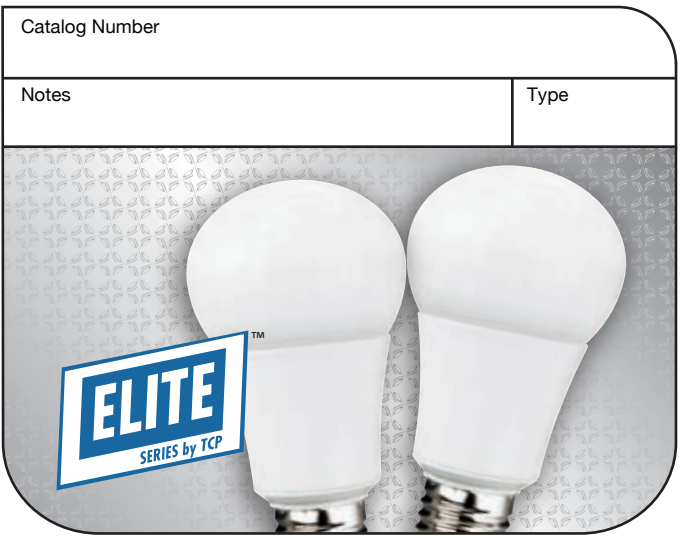 Catalog Number
Notes
Type
TM
ELITE
SERIES by TCP